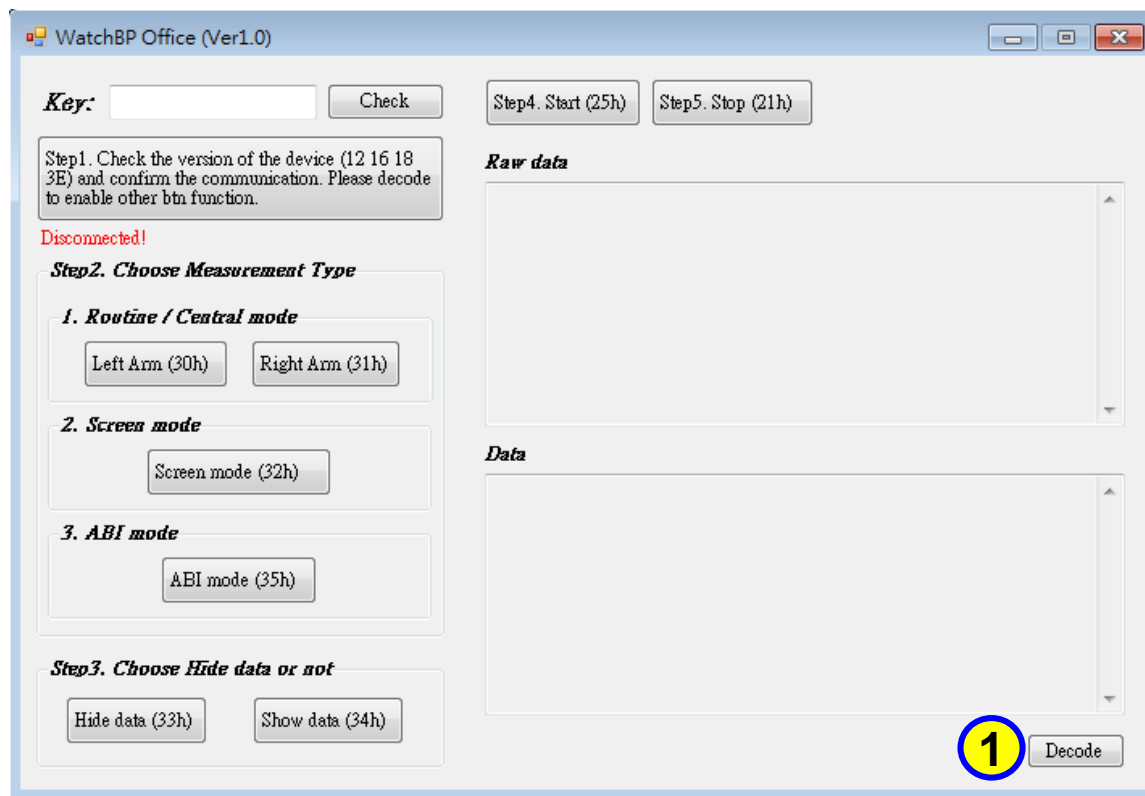 WatchBP Office (Ver1.0)
Key:
Check
Step1. Check the version of the device (12 16 18
3E) and confirm the communication. Please decode
to enable other btn function.
Disconnected!
Step2. Choose Measurement Type
1. Routine / Central mode
Left Arm (30h)
Right Arm (31h)
2. Screen mode
Screen mode (32h)
3. ABI mode
ABI mode (35h)
Step3. Choose Hide data or not
Hide data (33h)
Show data (34h)
Step4. Start (25h)
Step5. Stop (21h)
Raw data
Data
1
Decode